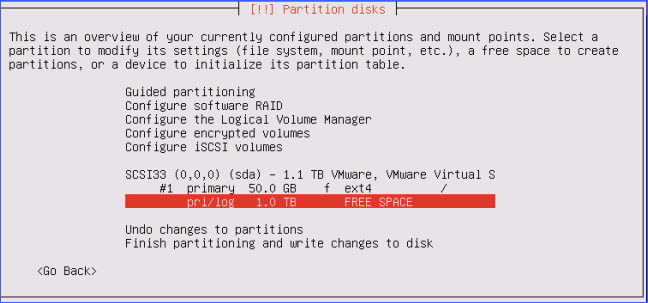 [!!] Partition disks
This is an overview of your currently configured partitions and mount points. Select a
partition to modify its settings (file system, mount point, etc.), a free space to create
partitions, or a device to initialize its partition table.
Guided partitioning
Configure software RAID
Configure the Logical Volume Manager
Configure encrypted volumes
Configure iSCSI volumes
SCSI33 (0,0,0) (sda) - 1.1 TB VMware, VMware Virtual S
#1 primary 50.0 GB f ext4 /
pri/log 1.0 TB FREE SPACE
Undo changes to partitions
Finish partitioning and write changes to disk
<Go Back>